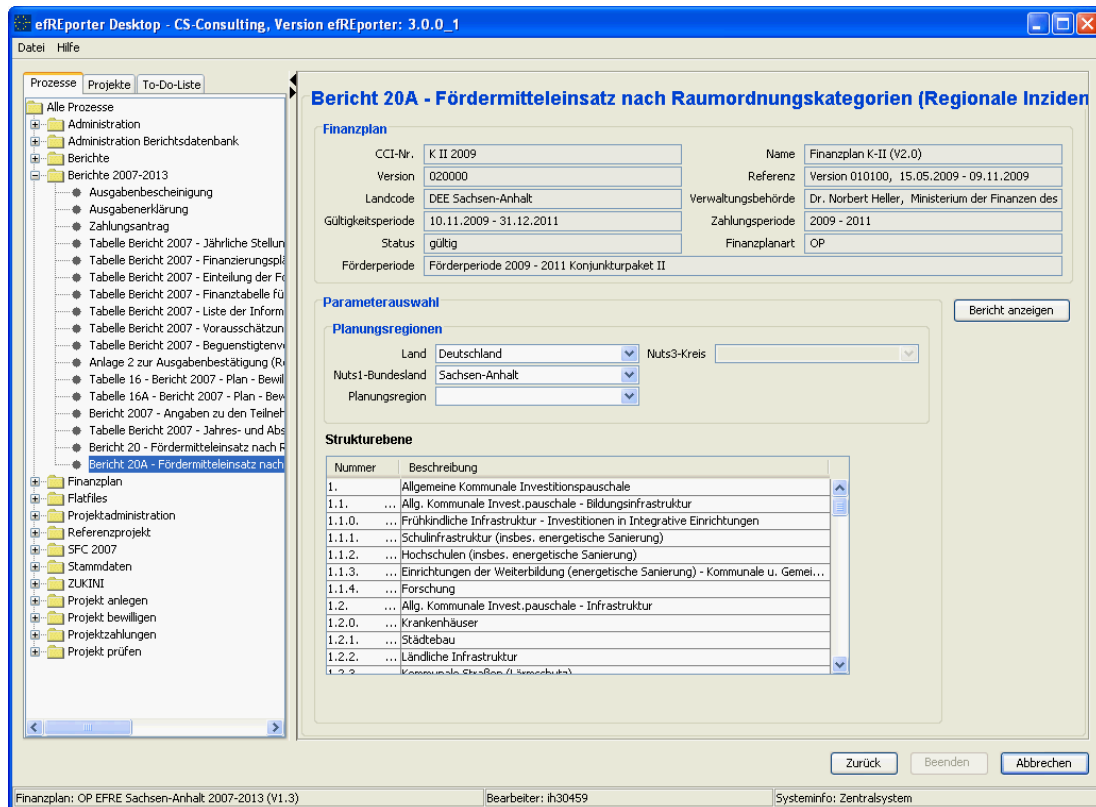 efREporter Desktop - CS-Consulting, Version efREporter: 3.0.0_1
Datei Hilfe
Prozesse Projekte To-Do-Liste
Alle Prozesse
Administration
Administration Berichtsdatenbank
Berichte
Berichte 2007-2013
Ausgabenbescheinigung
Ausgabenerklärung
Zahlungsantrag
Tabelle Bericht 2007 - Jährliche Stellun
Tabelle Bericht 2007 - Finanzierungsplä
Tabelle Bericht 2007 - Einteilung der Fo
Tabelle Bericht 2007 - Finanztabelle fü
Tabelle Bericht 2007 - Liste der Inform
Tabelle Bericht 2007 - Vorausschätzun
Tabelle Bericht 2007 - Beguenstigtenve
Anlage 2 zur Ausgabenbestätigung (Re
Tabelle 16 - Bericht 2007 - Plan - Bewil
Tabelle 16A - Bericht 2007 - Plan - Bew
Bericht 2007 - Angaben zu den Teilneh
Tabelle Bericht 2007 - Jahres- und Abs
Bericht 20 - Fördermitteleinsatz nach R
Bericht 20A - Fördermitteleinsatz nach
Finanzplan
Flatfiles
Projektadministration
Referenzprojekt
SFC 2007
Stammdaten
ZUKINI
Projekt anlegen
Projekt bewilligen
Projektzahlungen
Projekt prüfen
Bericht 20A - Fördermitteleinsatz nach Raumordnungskategorien (Regionale Inziden
Finanzplan
CCI-Nr. K II 2009 Name Finanzplan K-II (V2.0)
Version 020000 Referenz Version 010100, 15.05.2009 - 09.11.2009
Landcode DEE Sachsen-Anhalt Verwaltungsbehörde Dr. Norbert Heller, Ministerium der Finanzen des
Gültigkeitsperiode 10.11.2009 - 31.12.2011 Zahlungsperiode 2009 - 2011
Status gültig Finanzplanart OP
Förderperiode Förderperiode 2009 - 2011 Konjunkturpaket II
Parameterauswahl
Bericht anzeigen
Planungsregionen
Land Deutschland Nuts3-Kreis
Nuts1-Bundesland Sachsen-Anhalt
Planungsregion
Strukturebene
Nummer Beschreibung
1. Allgemeine Kommunale Investitionspauschale
1.1. ... Allg. Kommunale Invest.pauschale - Bildungsinfrastruktur
1.1.0. ... Frühkindliche Infrastruktur - Investitionen in Integrative Einrichtungen
1.1.1. ... Schulinfrastruktur (insbes. energetische Sanierung)
1.1.2. ... Hochschulen (insbes. energetische Sanierung)
1.1.3. ... Einrichtungen der Weiterbildung (energetische Sanierung) - Kommunale u. Gemei...
1.1.4. ... Forschung
1.2. ... Allg. Kommunale Invest.pauschale - Infrastruktur
1.2.0. ... Krankenhäuser
1.2.1. ... Städtebau
1.2.2. ... Ländliche Infrastruktur
1.2.3. ... Kommunale Straßen (Lärmschutz)
Zurück Beenden Abbrechen
Finanzplan: OP EFRE Sachsen-Anhalt 2007-2013 (V1.3) Bearbeiter: ih30459 Systeminfo: Zentralsystem